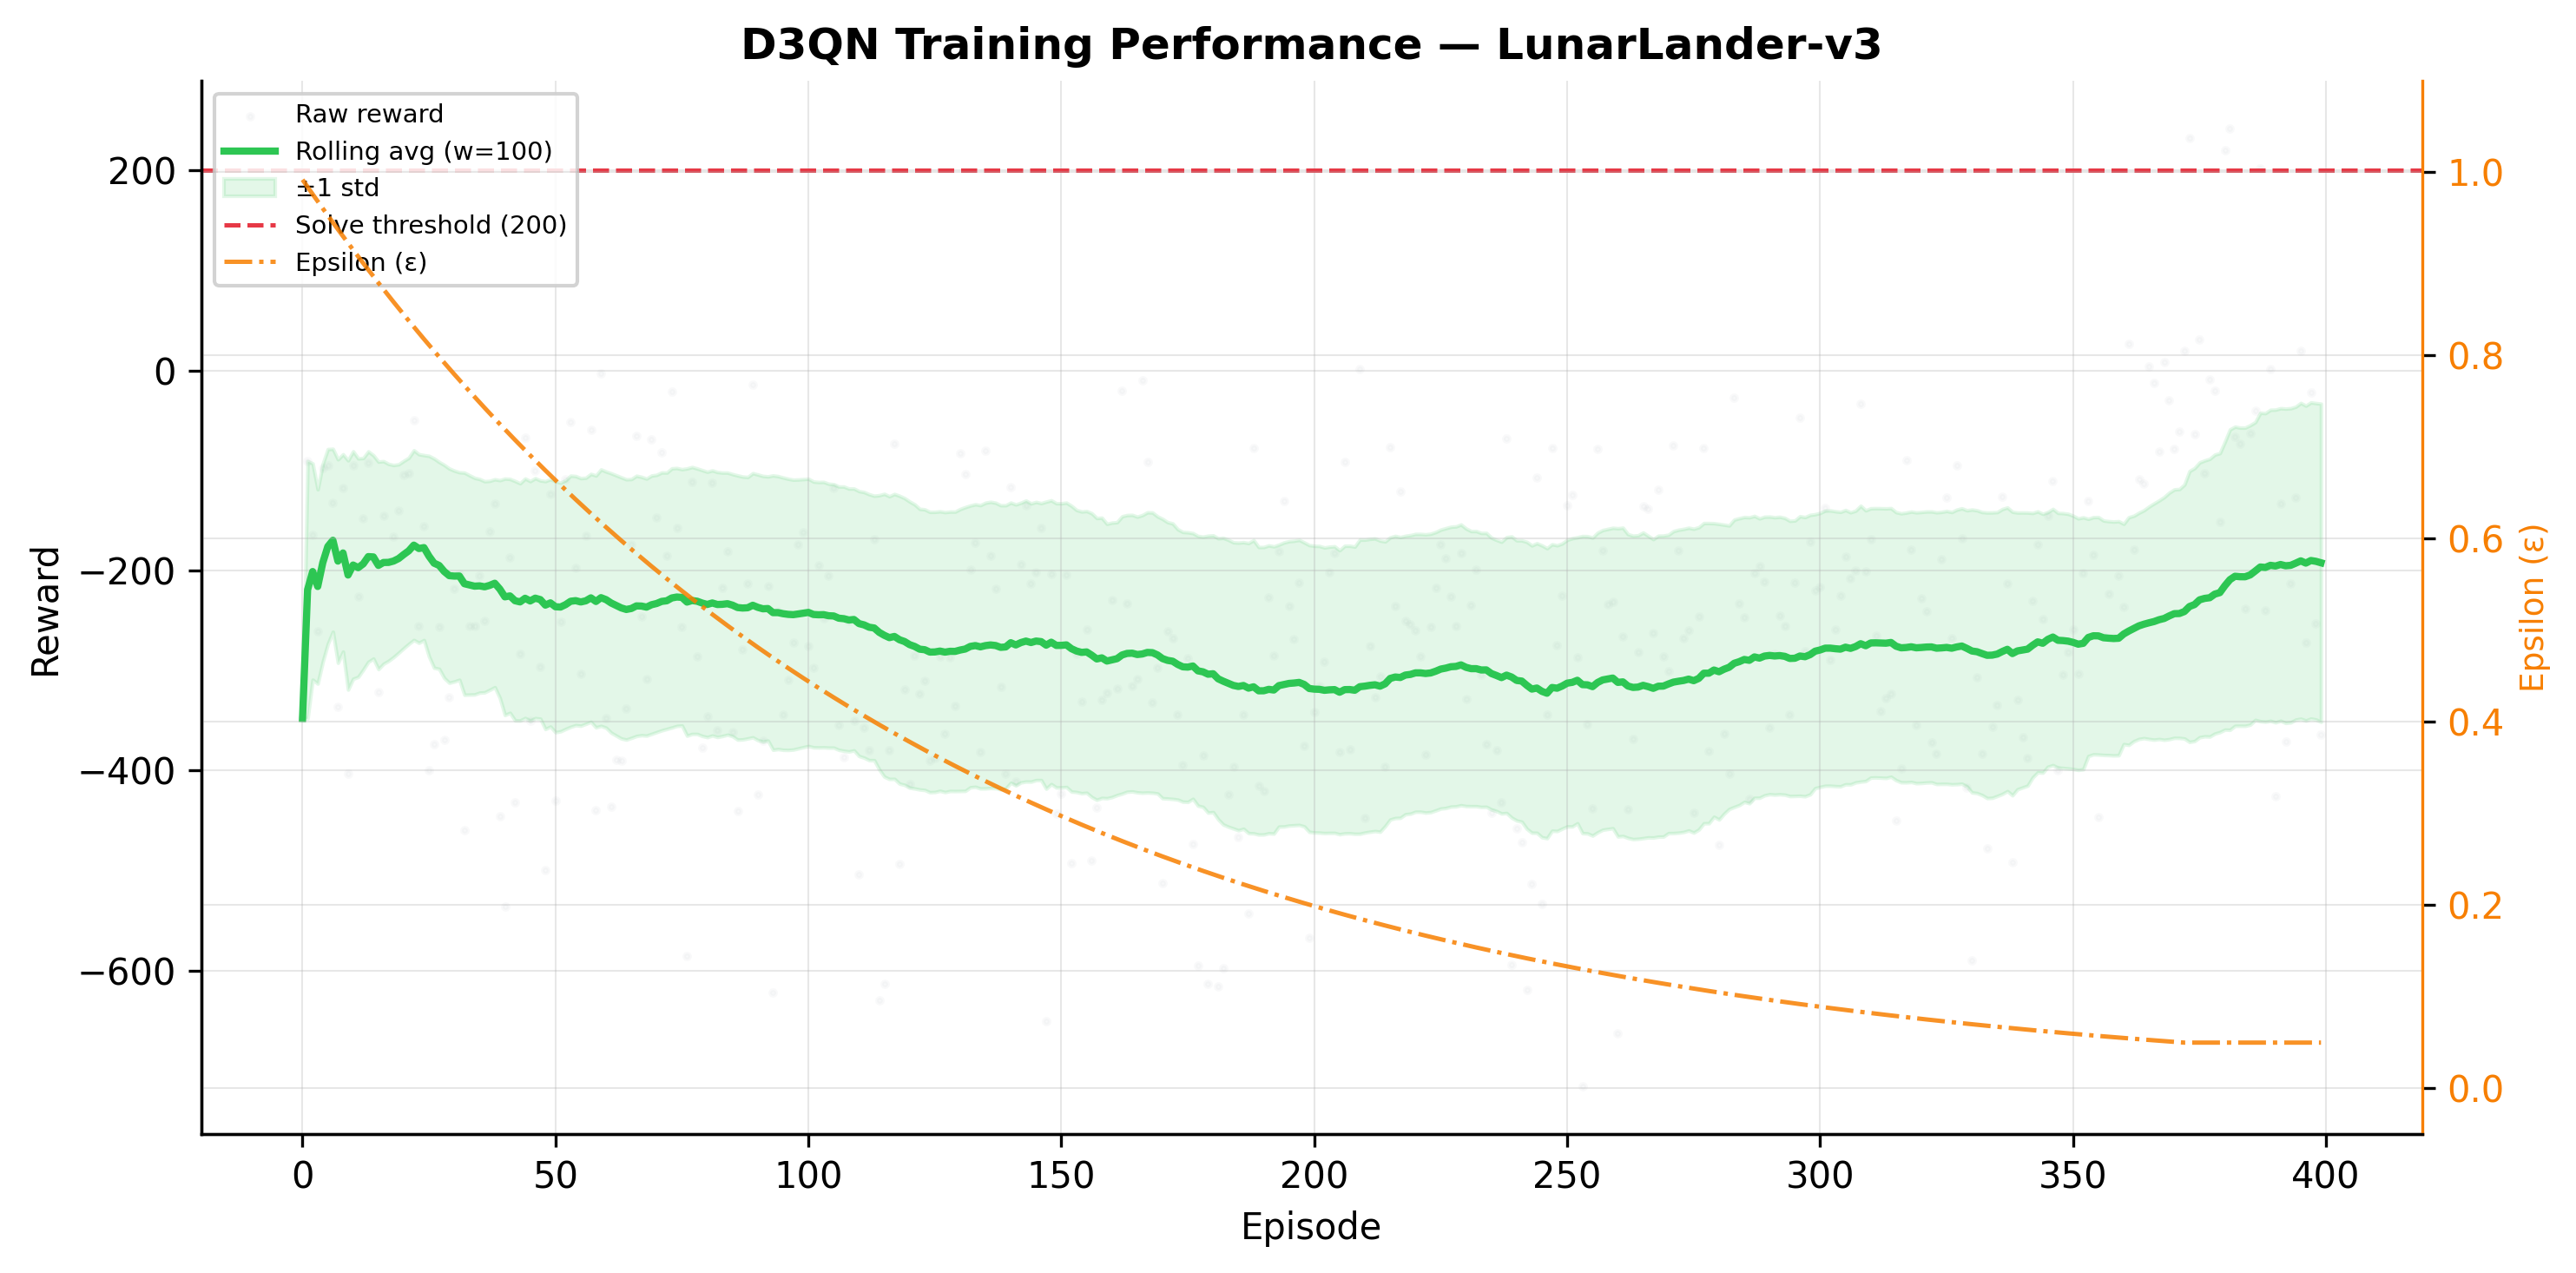 D3QN Training Performance — LunarLander-v3
Raw reward
Rolling avg (w=100)
±1 std
Solve threshold (200)
Epsilon (ε)
200
0
−200
−400
−600
Reward
1.0
0.8
0.6
0.4
0.2
0.0
Epsilon (ε)
0 50 100 150 200 250 300 350 400
Episode